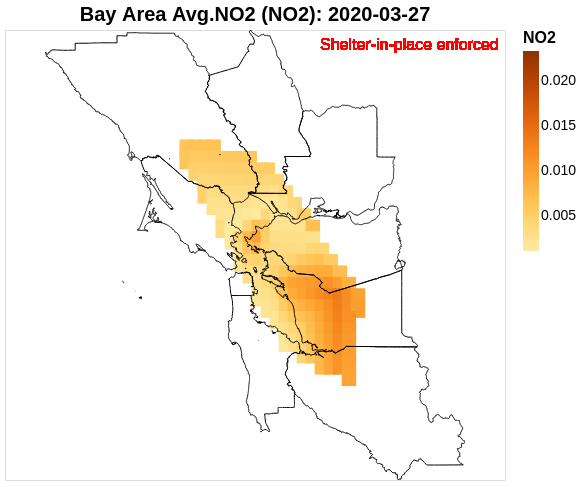 Bay Area Avg.NO2 (NO2): 2020-03-27
Shelter-in-place enforced
NO2
0.020
0.015
0.010
0.005